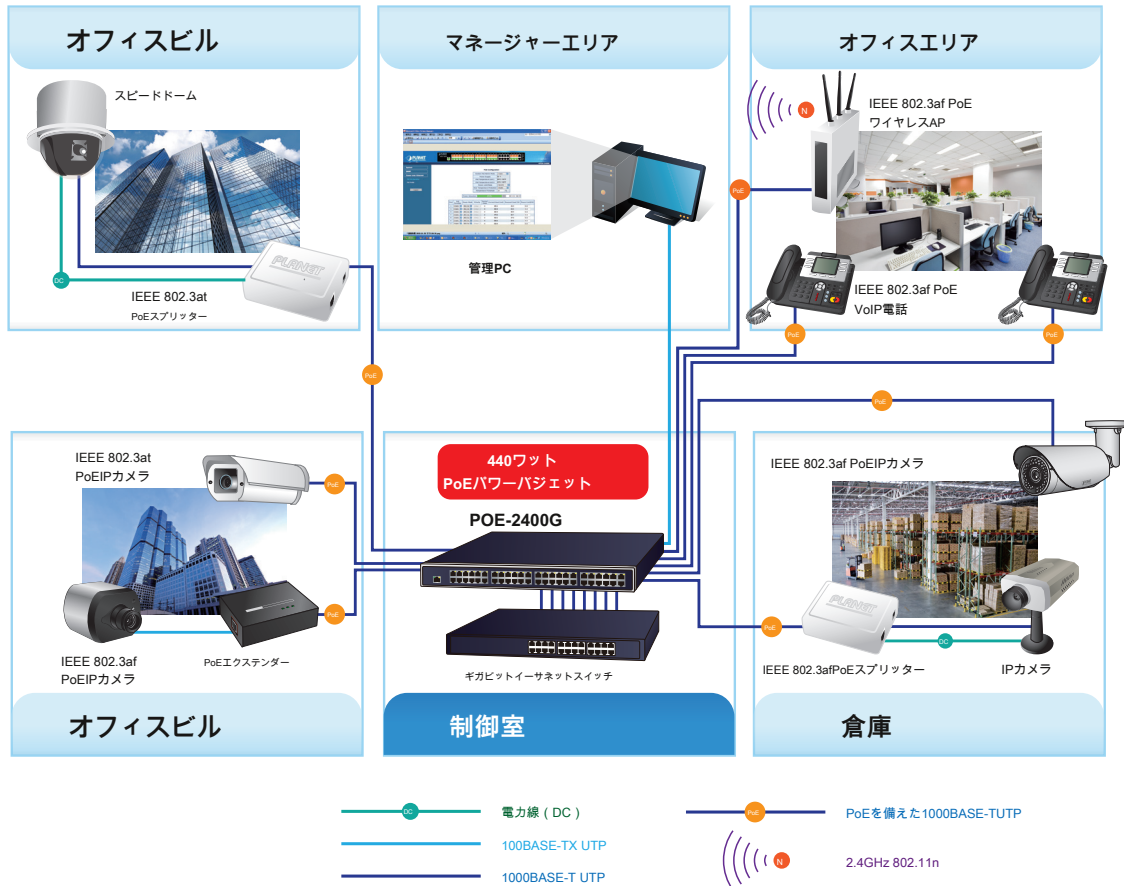 オフィスビル
マネージャーエリア
オフィスエリア
スピードドーム
DC
PLANET
IEEE 802.3at
PoEスプリッター
管理PC
N
IEEE 802.3af PoE
ワイヤレスAP
PoE
IEEE 802.3af PoE
VoIP電話
PoE
PoE
PoE
PoE
IEEE 802.3at
PoEIPカメラ
PoE
IEEE 802.3af
PoEIPカメラ
PoE
PoEエクステンダー
オフィスビル
440ワット
PoEパワーバジェット
POE-2400G
ギガビットイーサネットスイッチ
制御室
IEEE 802.3af PoEIPカメラ
PoE
PLANET
DC
IEEE 802.3afPoEスプリッター
IPカメラ
倉庫
DC
電力線(DC)
100BASE-TX UTP
1000BASE-T UTP
PoE
PoEを備えた1000BASE-TUTP
N
2.4GHz 802.11n